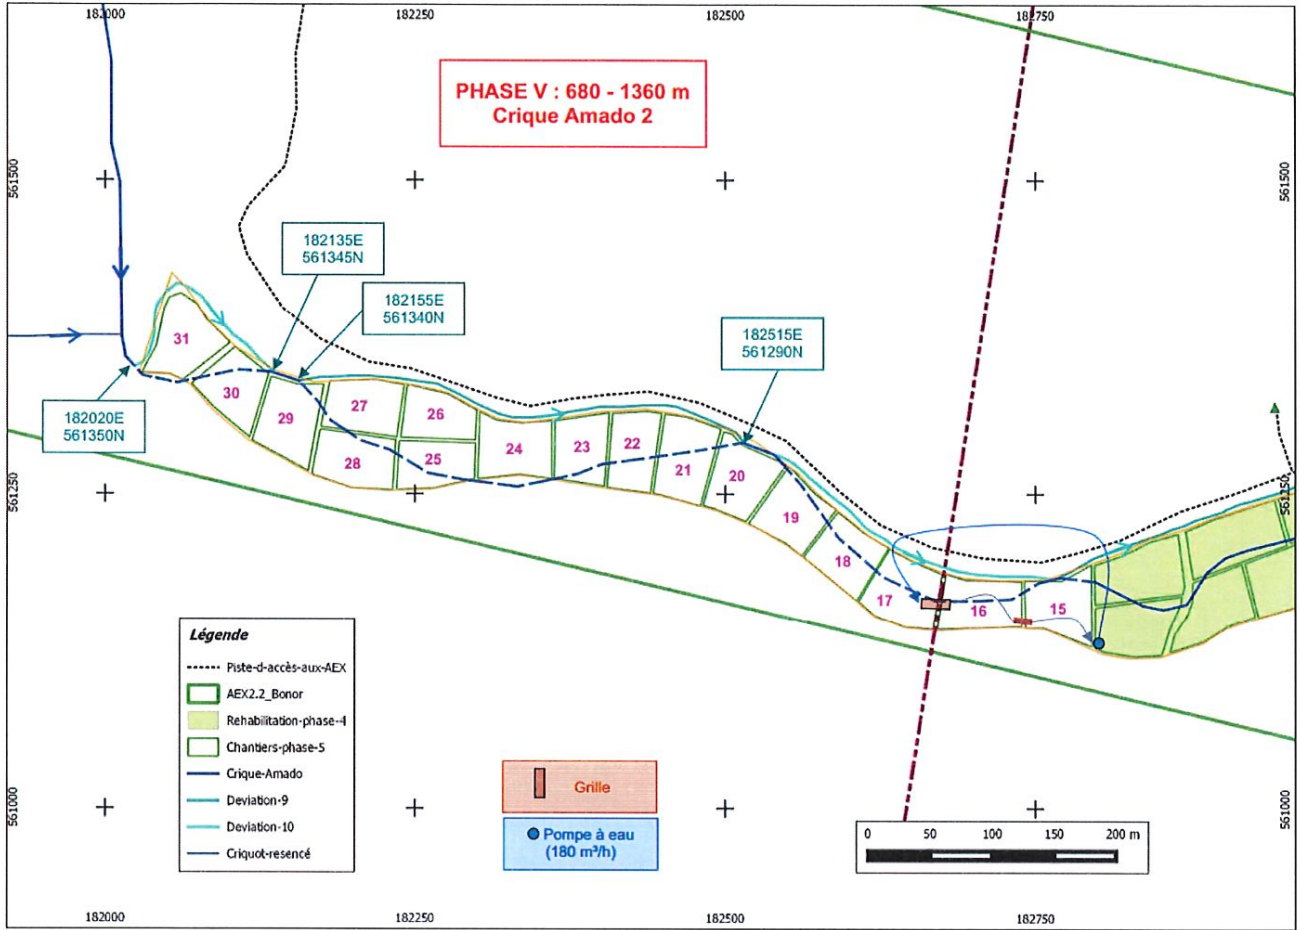 182000
182250
182500
182750
PHASE V : 680 - 1360 m
Crique Amado 2
561500
561500
182135E
561345N
182155E
561340N
182515E
561290N
182020E
561350N
31
30
29
27
26
28
25
24
23
22
21
20
19
18
17
16
15
561250
561250
Légende
Piste-d-accès-aux-AEX
AEX2.2_Bonor
Rehabilitation-phase-4
Chantiers-phase-5
Crique-Amado
Deviation-9
Deviation-10
Criquot-resencé
Grille
Pompe à eau
(180 m³/h)
0 50 100 150 200 m
561000
561000
182000
182250
182500
182750